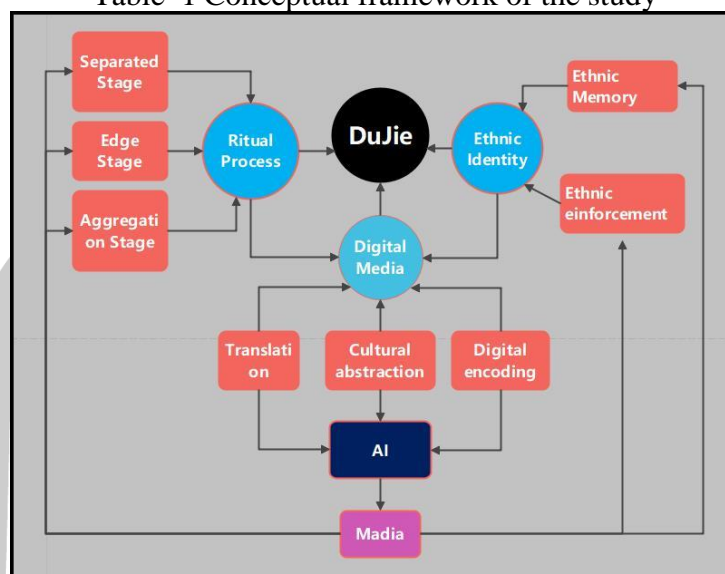 Table 1 Conceptual framework of the study
Separated
Stage
Edge
Stage
Aggregati
on Stage
Ritual
Process
DuJie
Ethnic
Identity
Ethnic
Memory
Ethnic
einforcement
Digital
Media
Translati
on
Cultural
abstraction
Digital
encoding
AI
Madia